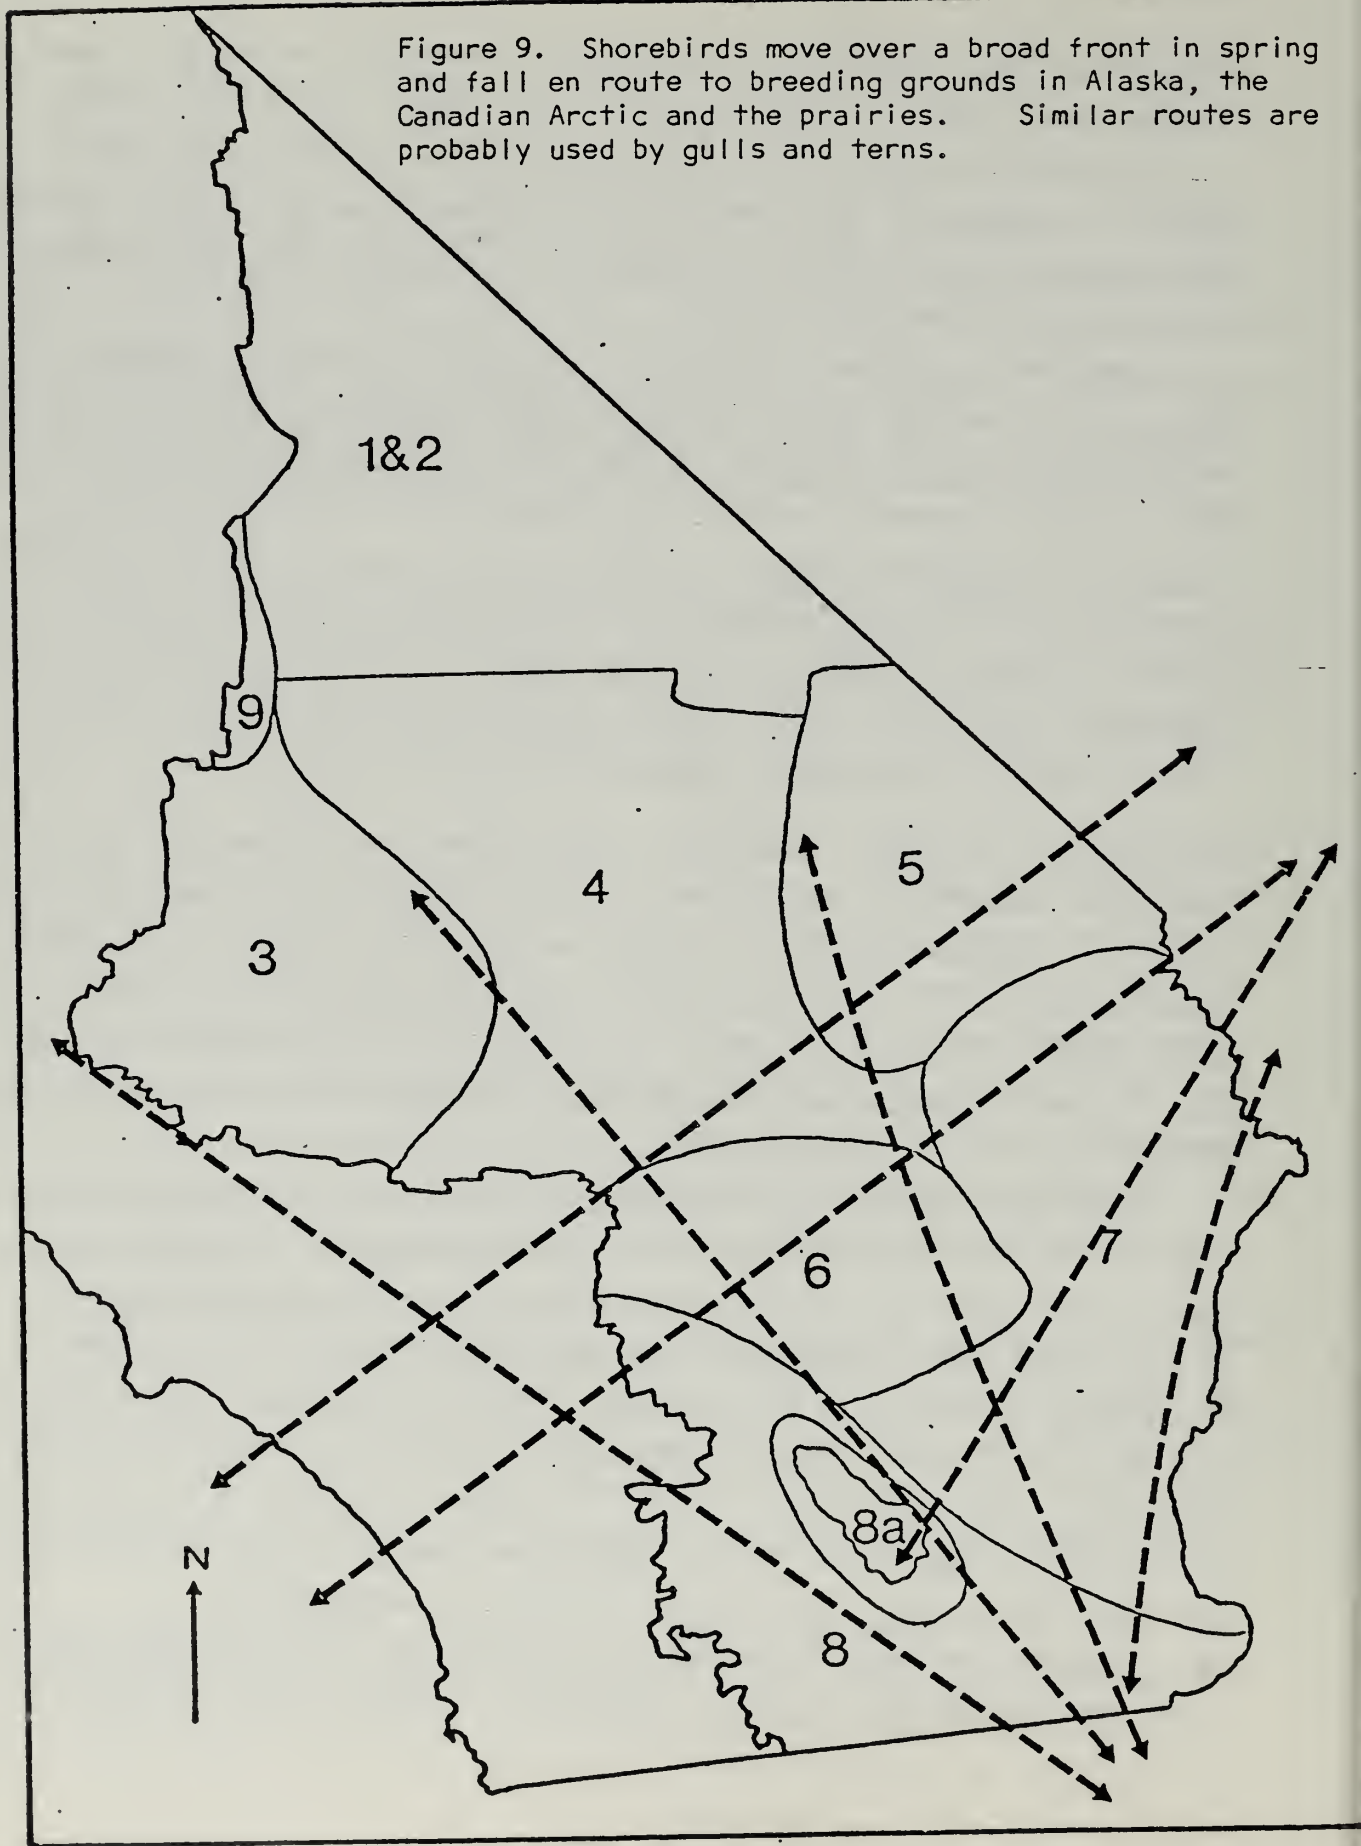 Figure 9. Shorebirds move over a broad front in spring
and fall en route to breeding grounds in Alaska, the
Canadian Arctic and the prairies. Similar routes are
probably used by gulls and terns.
1&2
9
5
4
3
7
6
8a
N
8